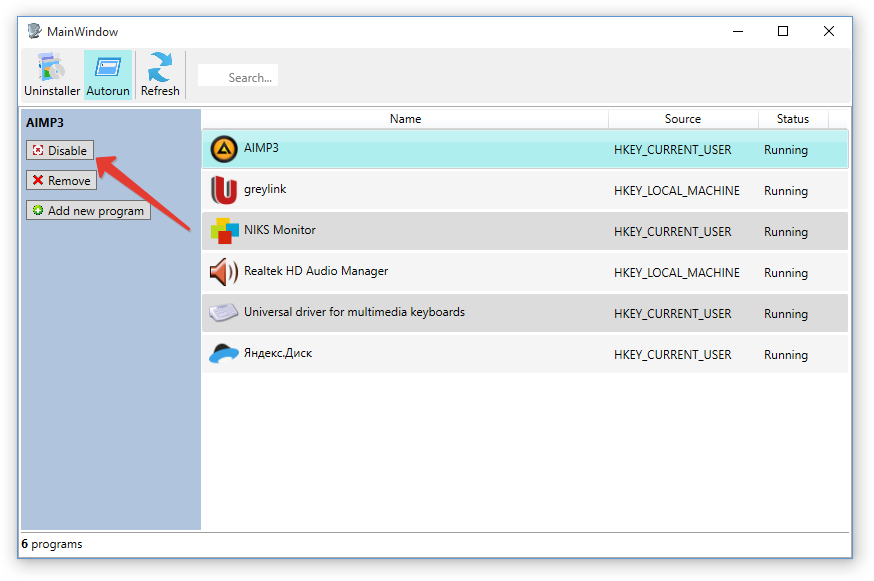 MainWindow
Uninstaller Autorun Refresh Search...
AIMP3
Disable
Remove
Add new program
Name Source Status
AIMP3 HKEY_CURRENT_USER Running
greylink HKEY_LOCAL_MACHINE Running
NIKS Monitor HKEY_CURRENT_USER Running
Realtek HD Audio Manager HKEY_LOCAL_MACHINE Running
Universal driver for multimedia keyboards HKEY_CURRENT_USER Running
Яндекс.Диск HKEY_CURRENT_USER Running
6 programs